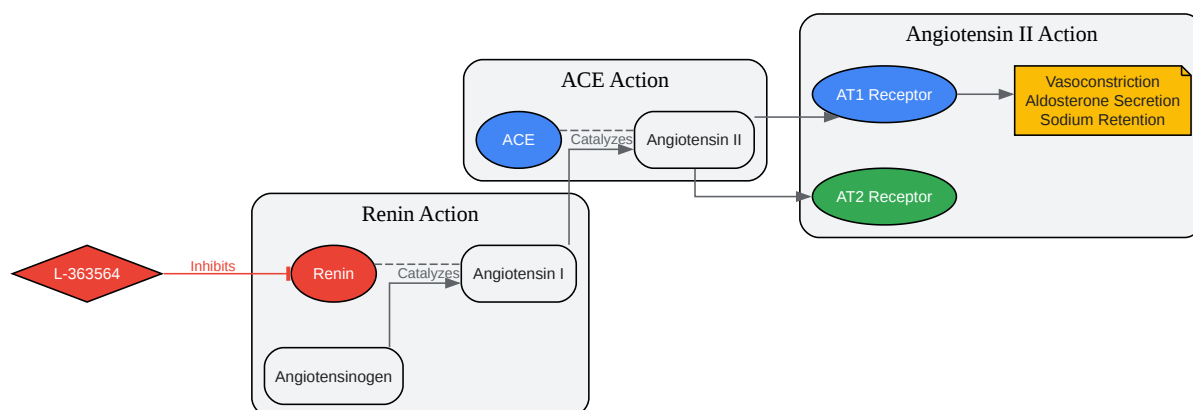 Angiotensin II Action
AT1 Receptor
Vasoconstriction
Aldosterone Secretion
Sodium Retention
AT2 Receptor
ACE Action
ACE
Catalyzes
Angiotensin II
Renin Action
L-363564
Inhibits
Renin
Catalyzes
Angiotensin I
Angiotensinogen